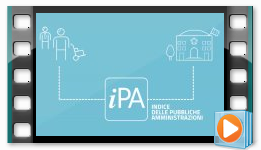 iPA
INDICE
DELLE PUBBLICHE
AMMINISTRAZIONI